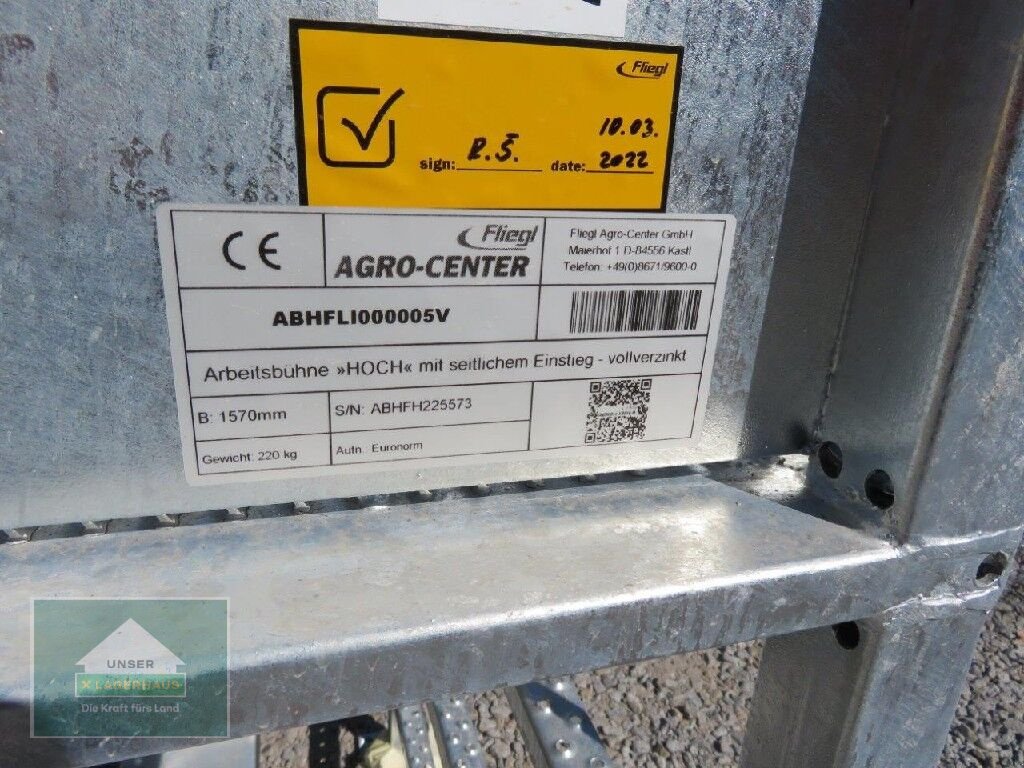 Fliegl
10.03.
sign: R.Š. date: 2022
CE
Fliegl
AGRO-CENTER
Fliegl Agro-Center GmbH
Maierhof 1 D-84556 Kastl
Telefon: +49(0)8671/9600-0
ABHFLI000005V
Arbeitsbühne »HOCH« mit seitlichem Einstieg - vollverzinkt
B: 1570mm
S/N: ABHFH225573
Gewicht: 220 kg
Aufn.: Euronorm
UNSER
X LAGERHAUS
Die Kraft fürs Land